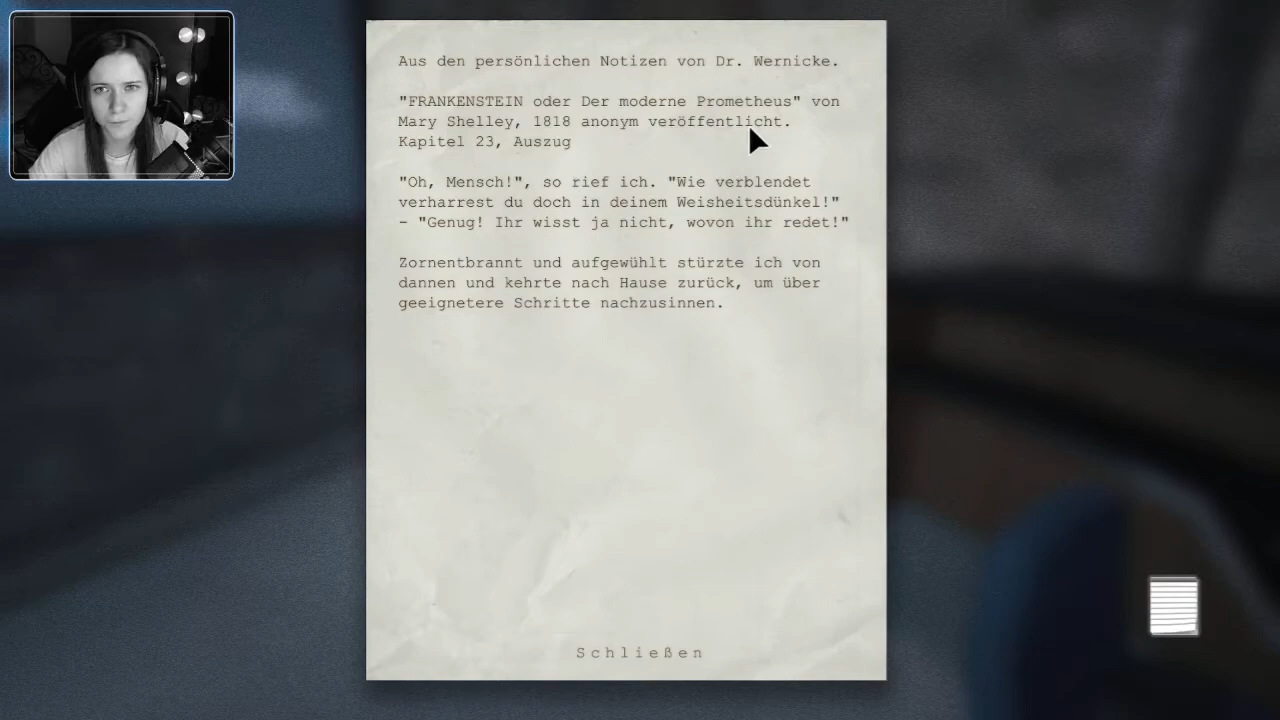 Aus den persönlichen Notizen von Dr. Wernicke.
"FRANKENSTEIN oder Der moderne Prometheus" von
Mary Shelley, 1818 anonym veröffentlicht.
Kapitel 23, Auszug
"Oh, Mensch!", so rief ich. "Wie verblendet
verharrest du doch in deinem Weisheitsdünkel!"
- "Genug! Ihr wisst ja nicht, wovon ihr redet!"
Zornentbrannt und aufgewühlt stürzte ich von
dannen und kehrte nach Hause zurück, um über
geeignetere Schritte nachzusinnen.
Schließen